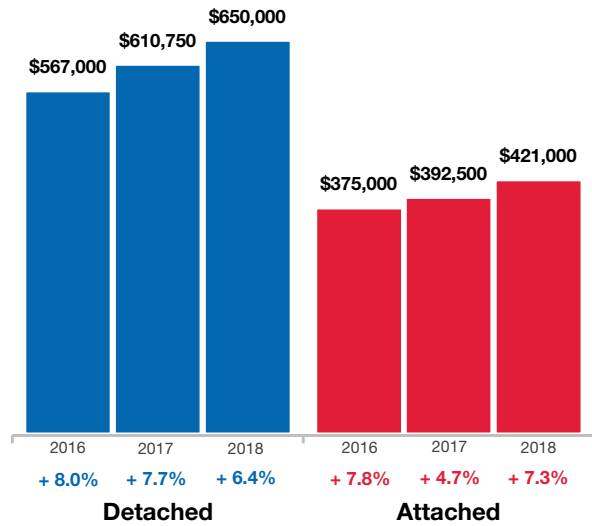 $650,000
$610,750
$567,000
$421,000
$392,500
$375,000
2016 2017 2018 2016 2017 2018
+ 8.0% + 7.7% + 6.4% + 7.8% + 4.7% + 7.3%
Detached Attached